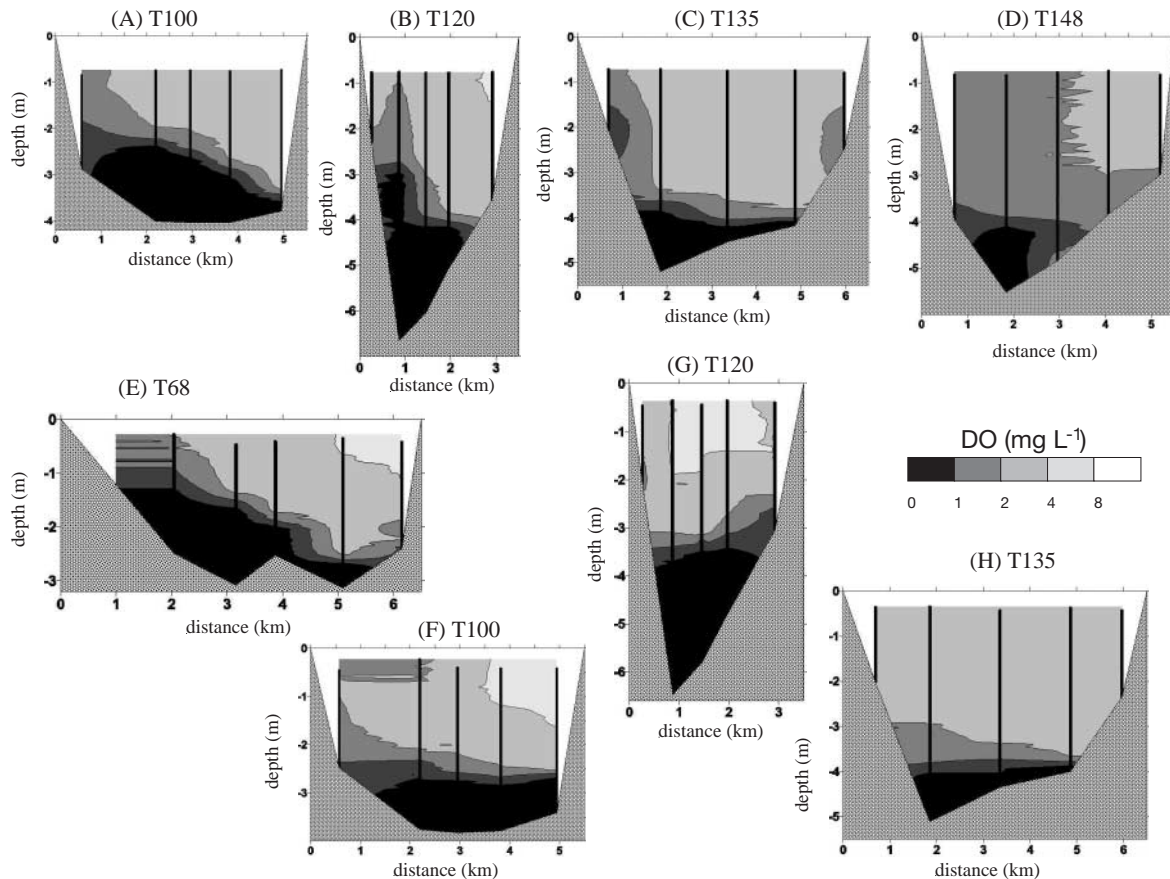 (A) T100
(B) T120
(C) T135
(D) T148
0
-1
-2
-3
-4
depth (m)
0 1 2 3 4 5
distance (km)
0
-1
-2
-3
-4
-5
-6
depth (m)
0 1 2 3
distance (km)
0
-1
-2
-3
-4
-5
depth (m)
0 1 2 3 4 5 6
distance (km)
0
-1
-2
-3
-4
-5
depth (m)
0 1 2 3 4 5
distance (km)
(E) T68
0
-1
-2
-3
depth (m)
0 1 2 3 4 5 6
distance (km)
(G) T120
0
-1
-2
-3
-4
-5
-6
depth (m)
0 1 2 3
distance (km)
DO (mg L⁻¹)
0 1 2 4 8
(F) T100
0
-1
-2
-3
depth (m)
0 1 2 3 4 5
distance (km)
(H) T135
0
-1
-2
-3
-4
-5
depth (m)
0 1 2 3 4 5 6
distance (km)